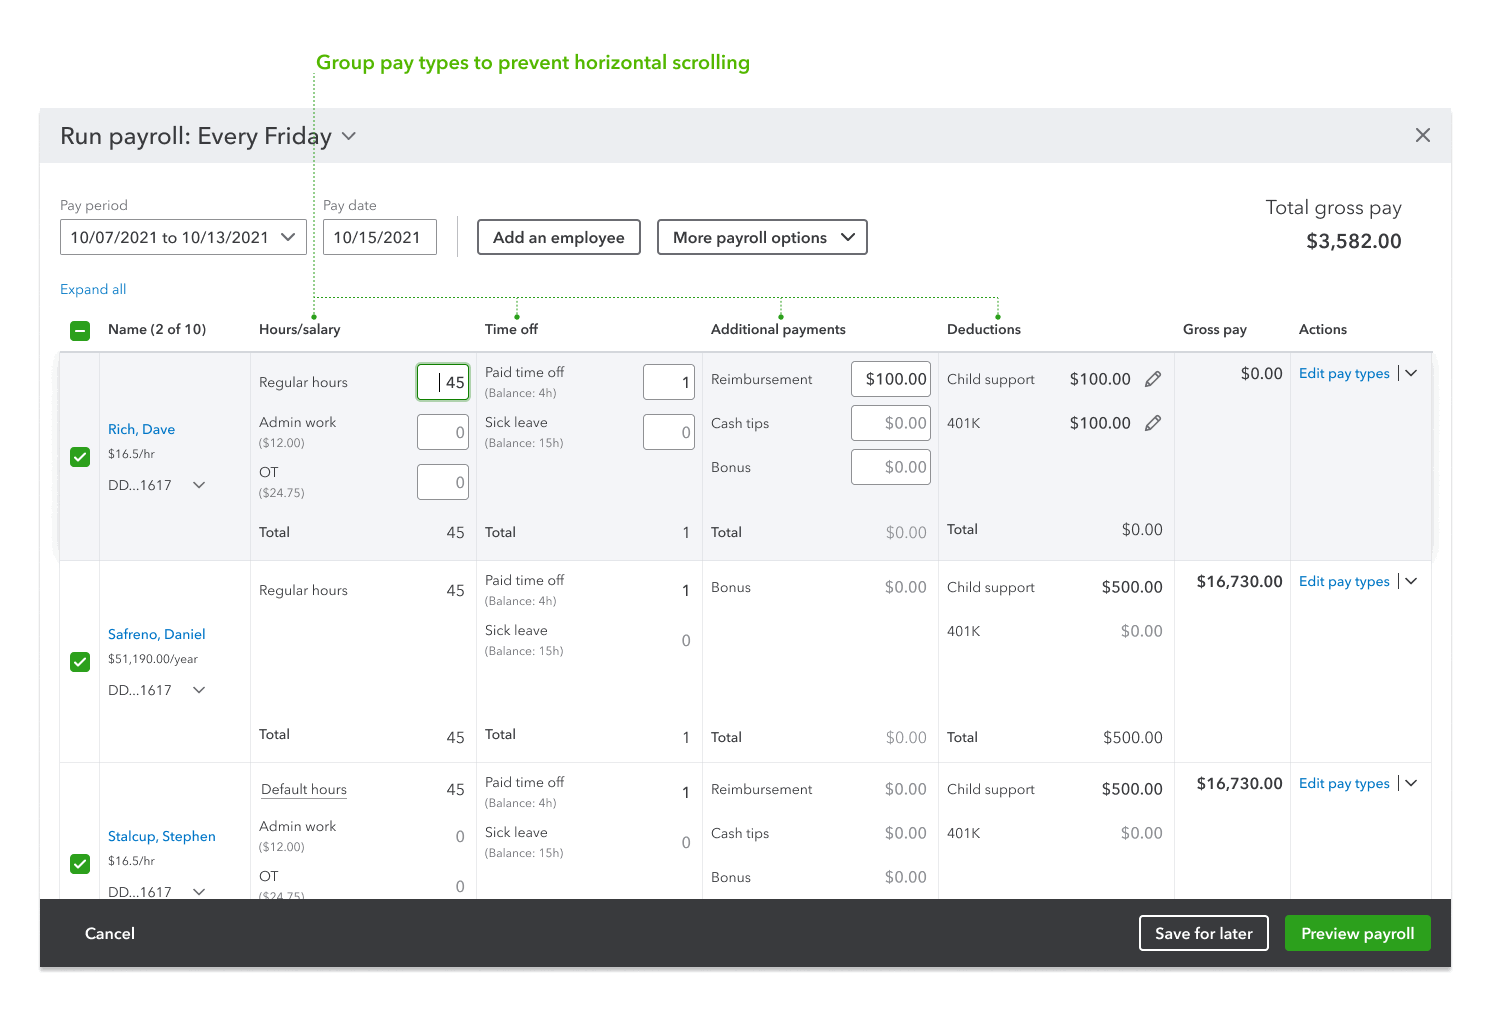 Group pay types to prevent horizontal scrolling
Run payroll: Every Friday
Pay period
Pay date
Total gross pay
10/07/2021 to 10/13/2021
10/15/2021
Add an employee
More payroll options
$3,582.00
Expand all
Name (2 of 10) Hours/salary Time off Additional payments Deductions Gross pay Actions
Rich, Dave
$16.5/hr
DD...1617
Regular hours 45
Admin work 0
($12.00)
OT 0
($24.75)
Total 45
Paid time off 1
(Balance: 4h)
Sick leave 0
(Balance: 15h)
Total 1
Reimbursement $100.00
Cash tips $0.00
Bonus $0.00
Total $0.00
Child support $100.00
401K $100.00
Total $0.00
$0.00
Edit pay types
Safreno, Daniel
$51,190.00/year
DD...1617
Regular hours 45
Total 45
Paid time off 1
(Balance: 4h)
Sick leave 0
(Balance: 15h)
Total 1
Bonus $0.00
Total $0.00
Child support $500.00
401K $0.00
Total $500.00
$16,730.00
Edit pay types
Stalcup, Stephen
$16.5/hr
DD...1617
Default hours 45
Admin work 0
($12.00)
OT 0
($24.75)
Paid time off 1
(Balance: 4h)
Sick leave 0
(Balance: 15h)
Reimbursement $0.00
Cash tips $0.00
Bonus $0.00
Child support $500.00
401K $0.00
$16,730.00
Edit pay types
Cancel
Save for later
Preview payroll